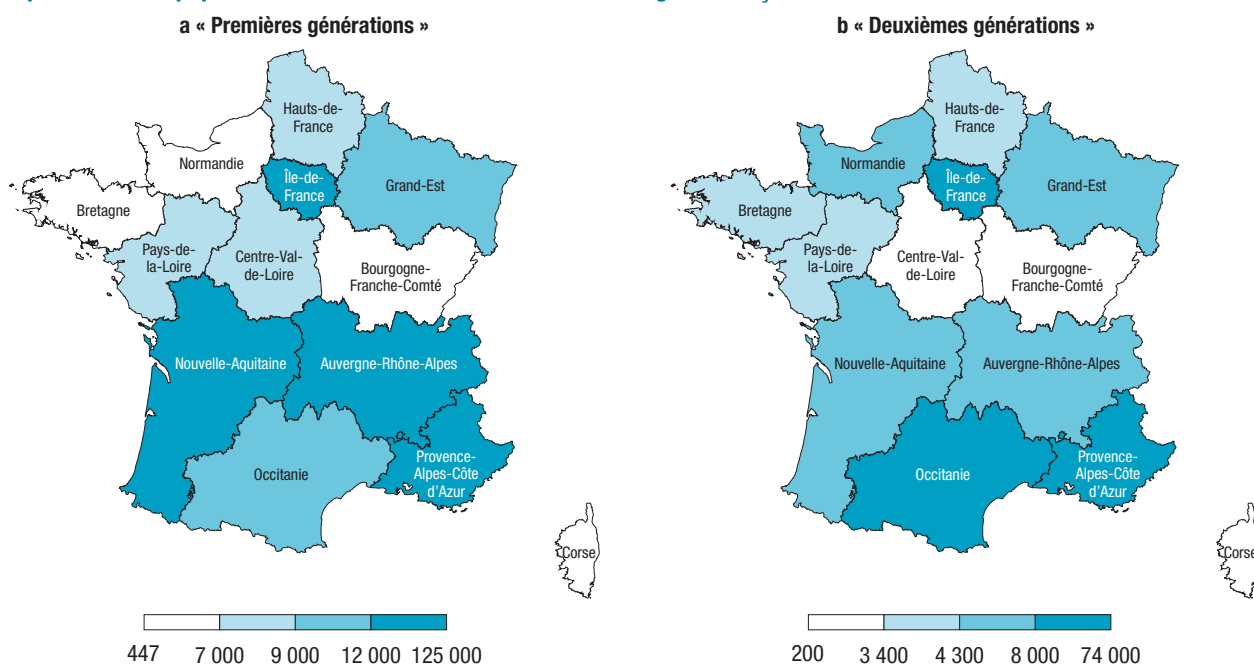 a « Premières générations »
Hauts-de-
France
Normandie
Île-de-
France
Grand-Est
Bretagne
Pays-de-
la-Loire
Centre-Val-
de-Loire
Bourgogne-
Franche-Comté
Nouvelle-Aquitaine
Auvergne-Rhône-Alpes
Occitanie
Provence-
Alpes-Côte
d'Azur
Corse
447 7 000 9 000 12 000 125 000
b « Deuxièmes générations »
Hauts-de-
France
Normandie
Île-de-
France
Grand-Est
Bretagne
Pays-de-
la-Loire
Centre-Val-
de-Loire
Bourgogne-
Franche-Comté
Nouvelle-Aquitaine
Auvergne-Rhône-Alpes
Occitanie
Provence-
Alpes-Côte
d'Azur
Corse
200 3 400 4 300 8 000 74 000